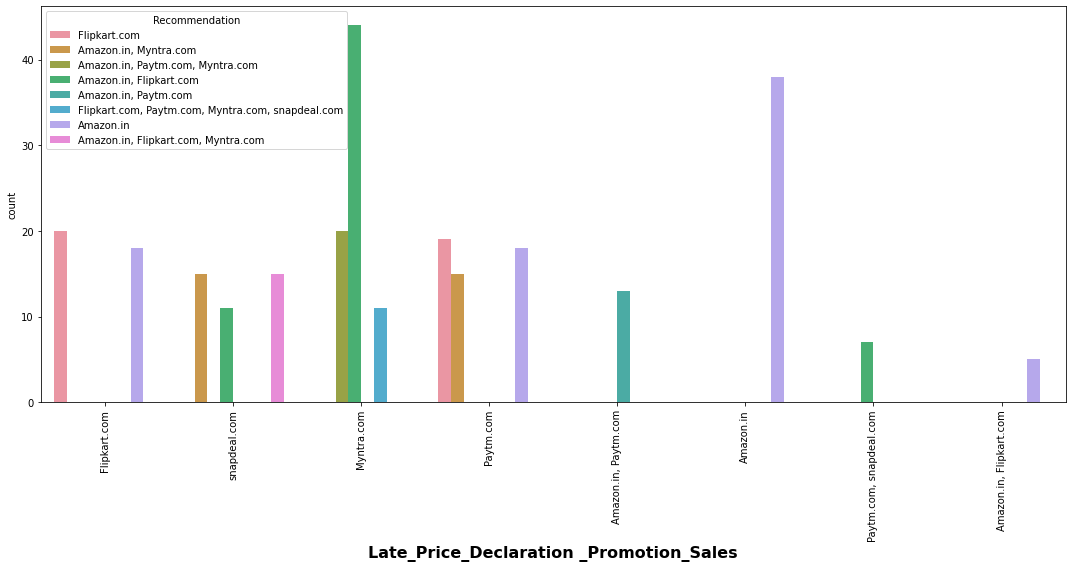 Recommendation
Flipkart.com
Amazon.in, Myntra.com
Amazon.in, Paytm.com, Myntra.com
Amazon.in, Flipkart.com
Amazon.in, Paytm.com
Flipkart.com, Paytm.com, Myntra.com, snapdeal.com
Amazon.in
Amazon.in, Flipkart.com, Myntra.com
count
40
30
20
10
0
Flipkart.com
snapdeal.com
Myntra.com
Paytm.com
Amazon.in, Paytm.com
Amazon.in
Paytm.com, snapdeal.com
Amazon.in, Flipkart.com
Late_Price_Declaration _Promotion_Sales